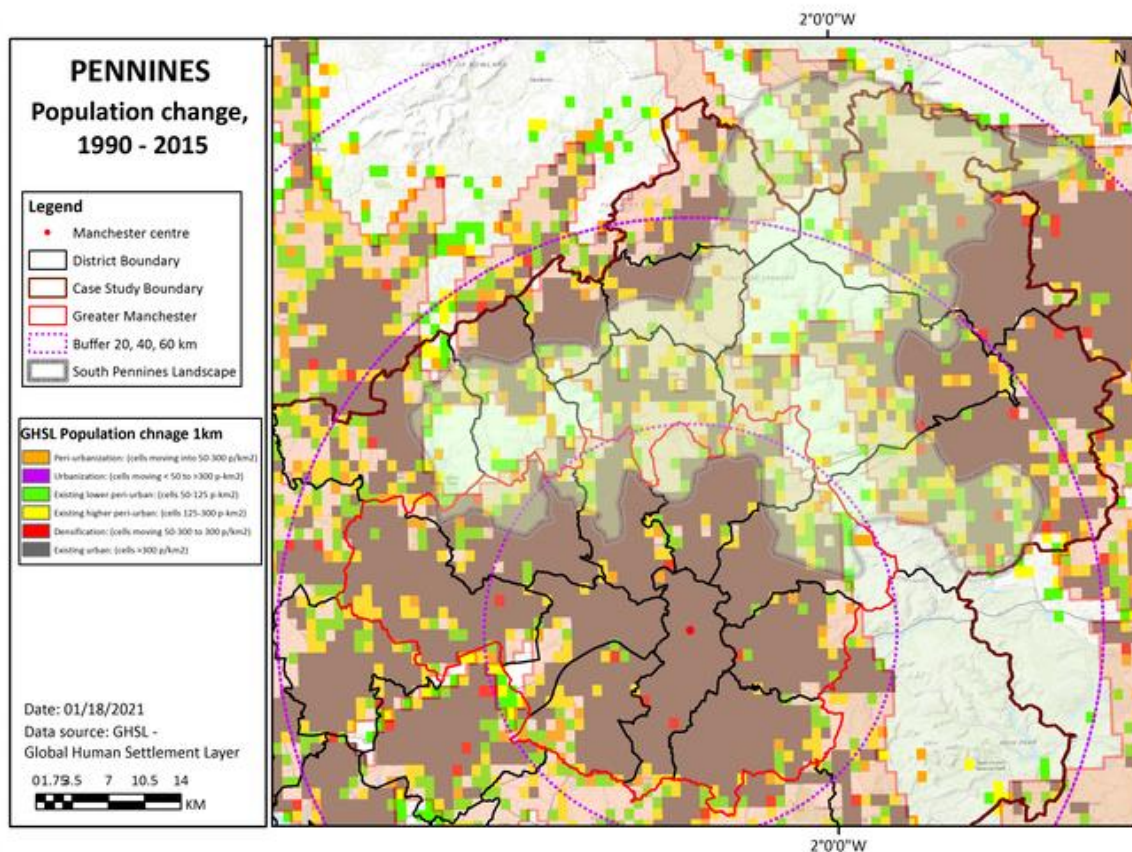 2°0'0"W
PENNINES
Population change,
1990 - 2015
N
Legend
Manchester centre
District Boundary
Case Study Boundary
Greater Manchester
Buffer 20, 40, 60 km
South Pennines Landscape
GHSL Population chnage 1km
Peri-urbanization: (cells moving into 50-300 p/km2)
Urbanization: (cells moving < 50 to >300 p-km2)
Existing lower peri-urban: (cells 50-125 p-km2)
Existing higher peri-urban: (cells 125-300 p-km2)
Densification: (cells moving 50-300 to 300 p/km2)
Existing urban: (cells >300 p/km2)
Date: 01/18/2021
Data source: GHSL -
Global Human Settlement Layer
01.753.5 7 10.5 14
KM
2°0'0"W